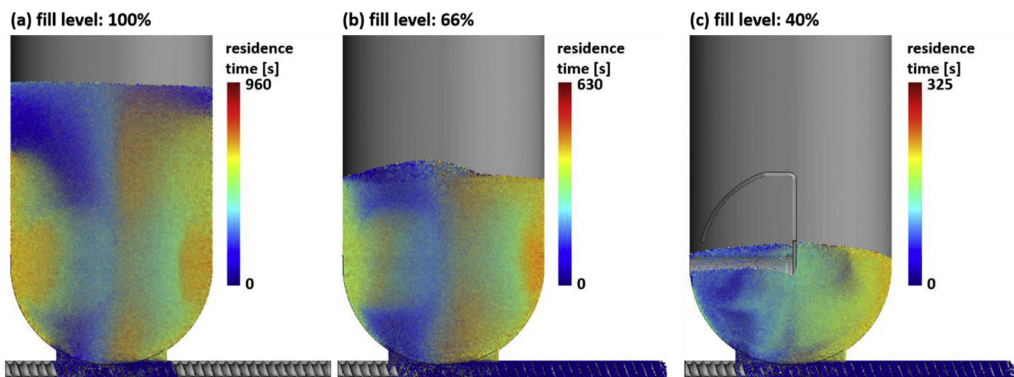 (a) fill level: 100%
residence
time [s]
960
0
(b) fill level: 66%
residence
time [s]
630
0
(c) fill level: 40%
residence
time [s]
325
0